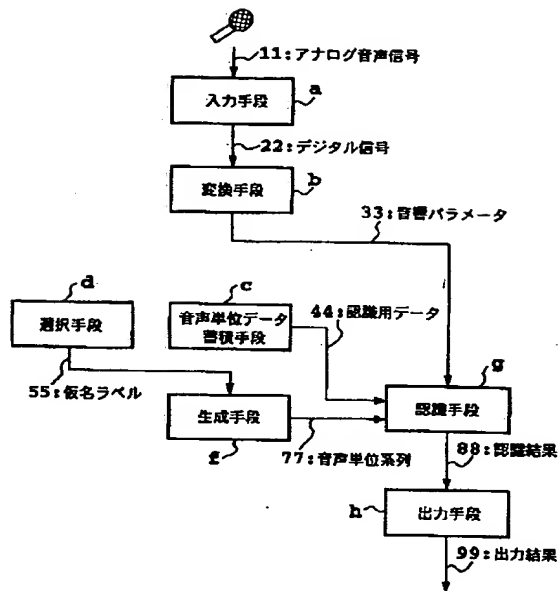 11:アナログ音声信号
入力手段
a
22:デジタル信号
変換手段
b
33:音響パラメータ
d
選択手段
c
音声単位データ
蓄積手段
44:認識用データ
55:仮名ラベル
g
認識手段
生成手段
f
77:音声単位系列
88:認識結果
h
出力手段
99:出力結果